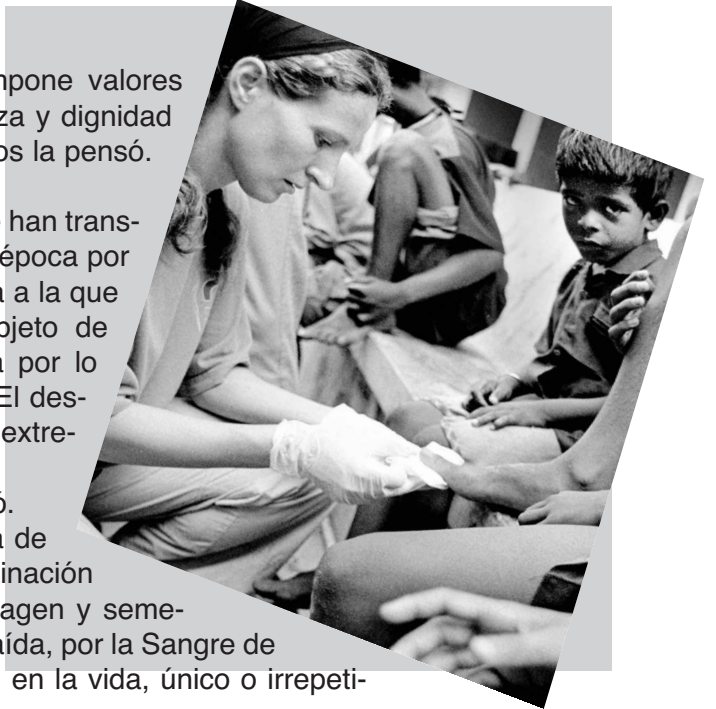 mpone valores
za y dignidad
os la pensó.
han trans-
época por
a a la que
bjeto de
a por lo
El des-
extre-
ó.
a de
inación
agen y seme-
aída, por la Sangre de
en la vida, único o irrepeti-